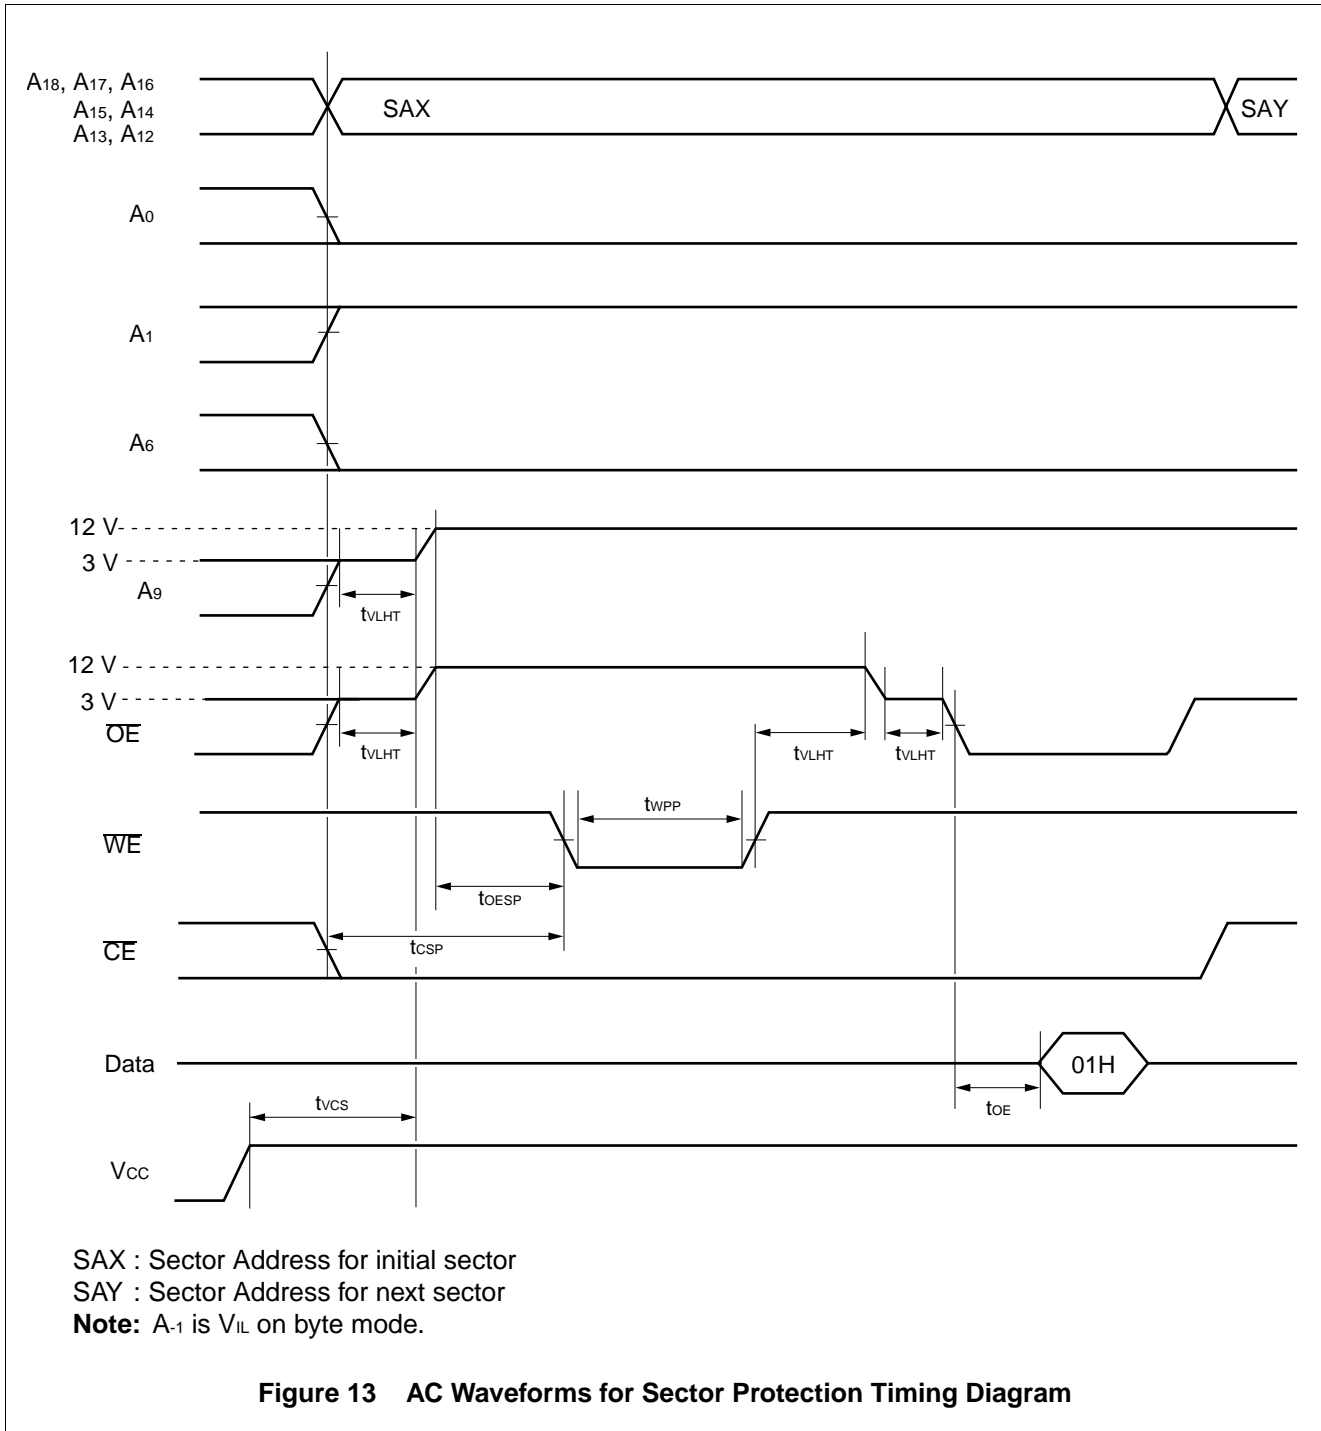 A18, A17, A16
A15, A14
A13, A12
SAX
SAY
A0
A1
A6
12 V
3 V
A9
tVLHT
12 V
3 V
OE
tVLHT
tVLHT
tVLHT
tWPP
WE
tOESP
CE
tCSP
Data
01H
tOE
tVCS
VCC
SAX : Sector Address for initial sector
SAY : Sector Address for next sector
Note: A-1 is VIL on byte mode.
Figure 13 AC Waveforms for Sector Protection Timing Diagram